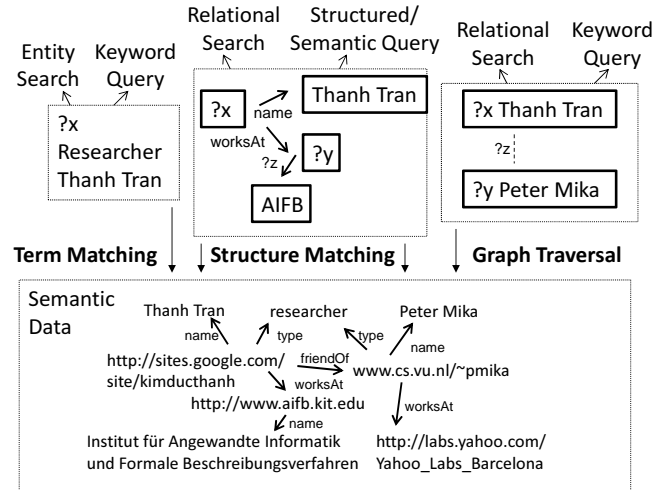 Entity Search
Keyword Query
Relational Search
Structured/ Semantic Query
Relational Search
Keyword Query
?x
Researcher
Thanh Tran
?x
name
Thanh Tran
worksAt
?z
?y
AIFB
?x Thanh Tran
?z
?y Peter Mika
Term Matching
Structure Matching
Graph Traversal
Semantic
Data
Thanh Tran
researcher
Peter Mika
name
type
type
name
http://sites.google.com/
site/kimducthanh
friendOf
www.cs.vu.nl/~pmika
worksAt
http://www.aifb.kit.edu
name
worksAt
Institut für Angewandte Informatik
und Formale Beschreibungsverfahren
http://labs.yahoo.com/
Yahoo_Labs_Barcelona